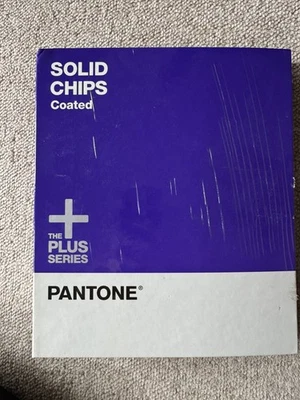 SOLID
CHIPS
Coated
THE
PLUS
SERIES
PANTONE®